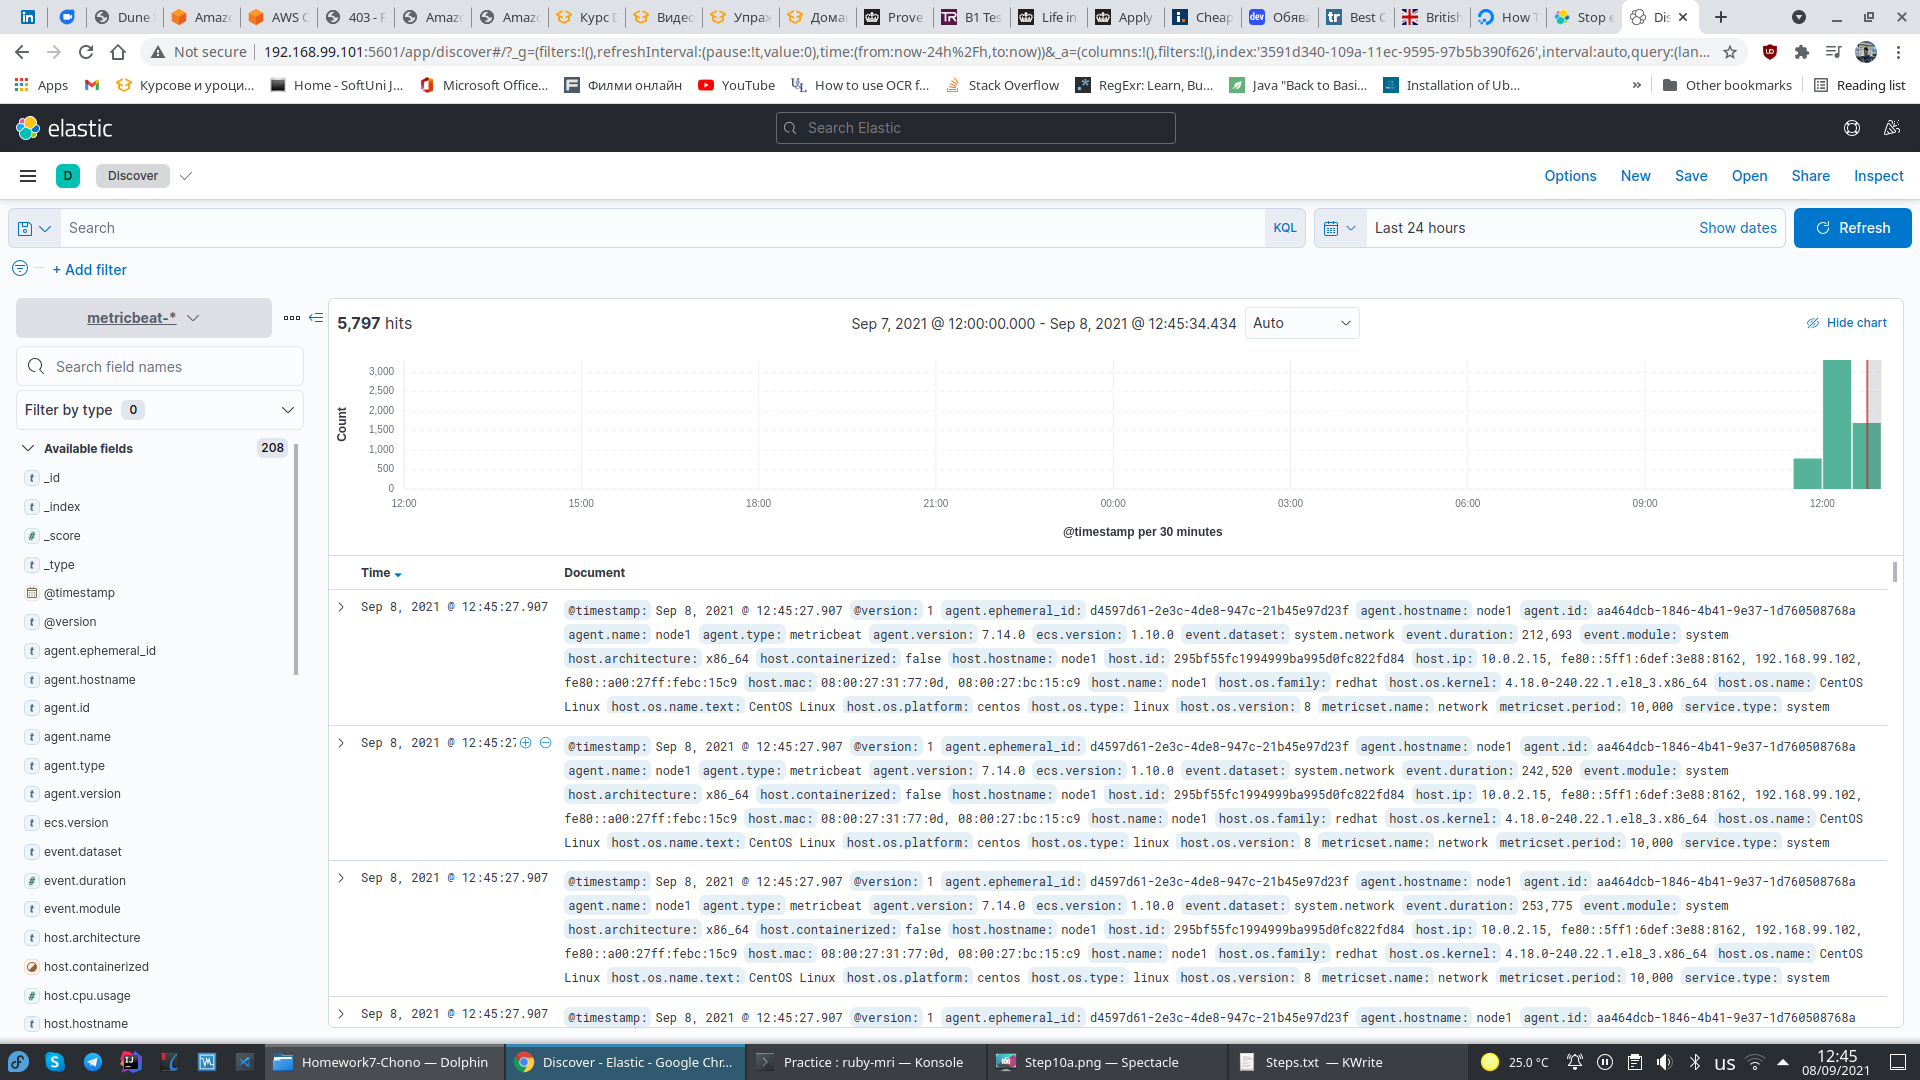 Dune
Amazo
AWS C
403 - F
Amazo
Amazo
Курс D
Видео
Упраж
Дома
Prove
B1 Tes
Life in
Apply
Cheap
Обява
Best C
British
How T
Stop e
Dis
Not secure
192.168.99.101:5601/app/discover#/?_g=(filters:!(),refreshInterval:(pause:!t,value:0),time:(from:now-24h%2Fh,to:now))&_a=(columns:!(),filters:!(),index:'3591d340-109a-11ec-9595-97b5b390f626',interval:auto,query:(lan...
Apps
Курсове и уроци...
Home - SoftUni J...
Microsoft Office...
Филми онлайн
YouTube
How to use OCR f...
Stack Overflow
RegExr: Learn, Bu...
Java "Back to Basi...
Installation of Ub...
»
Other bookmarks
Reading list
elastic
Search Elastic
D
Discover
Options
New
Save
Open
Share
Inspect
Search
KQL
Last 24 hours
Show dates
Refresh
+ Add filter
metricbeat-*
5,797 hits
Sep 7, 2021 @ 12:00:00.000 - Sep 8, 2021 @ 12:45:34.434
Auto
Hide chart
Search field names
Filter by type 0
Available fields 208
t _id
t _index
# _score
t _type
@timestamp
t @version
t agent.ephemeral_id
t agent.hostname
t agent.id
t agent.name
t agent.type
t agent.version
t ecs.version
t event.dataset
# event.duration
t event.module
t host.architecture
host.containerized
# host.cpu.usage
t host.hostname
Count
3,000
2,500
2,000
1,500
1,000
500
0
12:00
15:00
18:00
21:00
00:00
03:00
06:00
09:00
12:00
@timestamp per 30 minutes
Time
Document
Sep 8, 2021 @ 12:45:27.907
@timestamp: Sep 8, 2021 @ 12:45:27.907 @version: 1 agent.ephemeral_id: d4597d61-2e3c-4de8-947c-21b45e97d23f agent.hostname: node1 agent.id: aa464dcb-1846-4b41-9e37-1d760508768a
agent.name: node1 agent.type: metricbeat agent.version: 7.14.0 ecs.version: 1.10.0 event.dataset: system.network event.duration: 212,693 event.module: system
host.architecture: x86_64 host.containerized: false host.hostname: node1 host.id: 295bf55fc1994999ba995d0fc822fd84 host.ip: 10.0.2.15, fe80::5ff1:6def:3e88:8162, 192.168.99.102,
fe80::a00:27ff:febc:15c9 host.mac: 08:00:27:31:77:0d, 08:00:27:bc:15:c9 host.name: node1 host.os.family: redhat host.os.kernel: 4.18.0-240.22.1.el8_3.x86_64 host.os.name: CentOS
Linux host.os.name.text: CentOS Linux host.os.platform: centos host.os.type: linux host.os.version: 8 metricset.name: network metricset.period: 10,000 service.type: system
Sep 8, 2021 @ 12:45:27
@timestamp: Sep 8, 2021 @ 12:45:27.907 @version: 1 agent.ephemeral_id: d4597d61-2e3c-4de8-947c-21b45e97d23f agent.hostname: node1 agent.id: aa464dcb-1846-4b41-9e37-1d760508768a
agent.name: node1 agent.type: metricbeat agent.version: 7.14.0 ecs.version: 1.10.0 event.dataset: system.network event.duration: 242,520 event.module: system
host.architecture: x86_64 host.containerized: false host.hostname: node1 host.id: 295bf55fc1994999ba995d0fc822fd84 host.ip: 10.0.2.15, fe80::5ff1:6def:3e88:8162, 192.168.99.102,
fe80::a00:27ff:febc:15c9 host.mac: 08:00:27:31:77:0d, 08:00:27:bc:15:c9 host.name: node1 host.os.family: redhat host.os.kernel: 4.18.0-240.22.1.el8_3.x86_64 host.os.name: CentOS
Linux host.os.name.text: CentOS Linux host.os.platform: centos host.os.type: linux host.os.version: 8 metricset.name: network metricset.period: 10,000 service.type: system
Sep 8, 2021 @ 12:45:27.907
@timestamp: Sep 8, 2021 @ 12:45:27.907 @version: 1 agent.ephemeral_id: d4597d61-2e3c-4de8-947c-21b45e97d23f agent.hostname: node1 agent.id: aa464dcb-1846-4b41-9e37-1d760508768a
agent.name: node1 agent.type: metricbeat agent.version: 7.14.0 ecs.version: 1.10.0 event.dataset: system.network event.duration: 253,775 event.module: system
host.architecture: x86_64 host.containerized: false host.hostname: node1 host.id: 295bf55fc1994999ba995d0fc822fd84 host.ip: 10.0.2.15, fe80::5ff1:6def:3e88:8162, 192.168.99.102,
fe80::a00:27ff:febc:15c9 host.mac: 08:00:27:31:77:0d, 08:00:27:bc:15:c9 host.name: node1 host.os.family: redhat host.os.kernel: 4.18.0-240.22.1.el8_3.x86_64 host.os.name: CentOS
Linux host.os.name.text: CentOS Linux host.os.platform: centos host.os.type: linux host.os.version: 8 metricset.name: network metricset.period: 10,000 service.type: system
Sep 8, 2021 @ 12:45:27.907
@timestamp: Sep 8, 2021 @ 12:45:27.907 @version: 1 agent.ephemeral_id: d4597d61-2e3c-4de8-947c-21b45e97d23f agent.hostname: node1 agent.id: aa464dcb-1846-4b41-9e37-1d760508768a
Homework7-Chono — Dolphin
Discover - Elastic - Google Chr...
Practice : ruby-mri — Konsole
Step10a.png — Spectacle
Steps.txt — KWrite
25.0 °C
us
12:45
08/09/2021